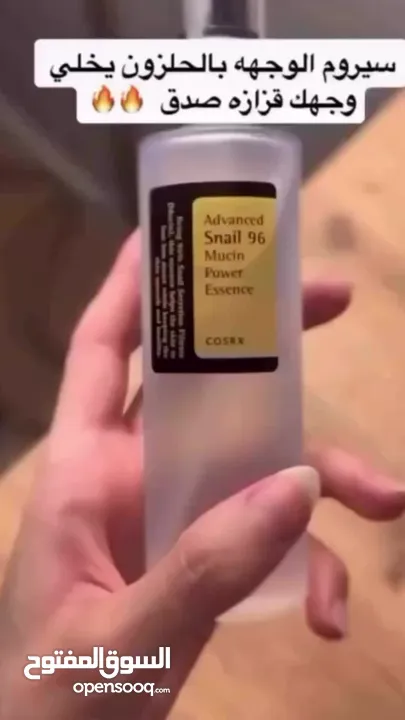 سيروم الوجهه بالحلزون يخلي
وجهك قزازه صدق 🔥🔥
Advanced
Snail 96
Mucin
Power
Essence
COSRX
السوق المفتوح
opensooq.com